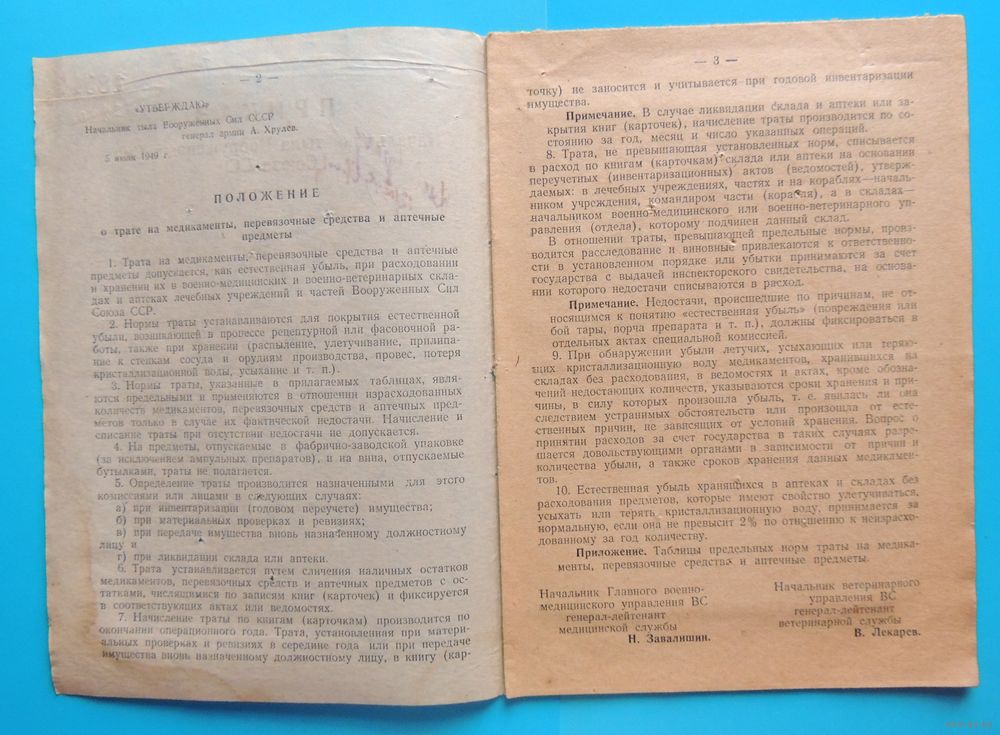 — 2 —
«УТВЕРЖДАЮ»
Начальник тыла Вооруженных Сил СССР
генерал армии А. Хрулев.
5 июля 1949 г.
ПОЛОЖЕНИЕ
о трате на медикаменты, перевязочные средства и аптечные
предметы
1. Трата на медикаменты, перевязочные средства и аптечные
предметы допускается, как естественная убыль, при расходовании
и хранении их в военно-медицинских и военно-ветеринарных скла-
дах и аптеках лечебных учреждений и частей Вооруженных Сил
Союза ССР.
2. Нормы траты устанавливаются для покрытия естественной
убыли, возникающей в процессе рецептурной или фасовочной ра-
боты, также при хранении (распыление, улетучивание, прилипа-
ние к стенкам сосуда и орудиям производства, провес, потеря
кристаллизационной воды, усыхание и т. п.).
3. Нормы траты, указанные в прилагаемых таблицах, явля-
ются предельными и применяются в отношении израсходованных
количеств медикаментов, перевязочных средств и аптечных пред-
метов только в случае их фактической недостачи. Начисление и
списание траты при отсутствии недостачи не допускается.
4. На предметы, отпускаемые в фабрично-заводской упаковке
(за исключением ампульных препаратов), и на вина, отпускаемые
бутылками, траты не полагается.
5. Определение траты производится назначенными для этого
комиссиями или лицами в следующих случаях:
а) при инвентаризации (годовом переучете) имущества;
б) при материальных проверках и ревизиях;
в) при передаче имущества вновь назначенному должностному
лицу и
г) при ликвидации склада или аптеки.
6. Трата устанавливается путем сличения наличных остатков
медикаментов, перевязочных средств и аптечных предметов с ос-
татками, числящимися по записям книг (карточек) и фиксируется
в соответствующих актах или ведомостях.
7. Начисление траты по книгам (карточкам) производится по
окончании операционного года. Трата, установленная при матери-
альных проверках и ревизиях в середине года или при передаче
имущества вновь назначенному должностному лицу, в книгу (кар-
— 3 —
точку) не заносится и учитывается при годовой инвентаризации
имущества.
Примечание. В случае ликвидации склада и аптеки или за-
крытия книг (карточек), начисление траты производится по со-
стоянию за год, месяц и число указанных операций.
8. Трата, не превышающая установленных норм, списывается
в расход по книгам (карточкам) склада или аптеки на основании
переучетных (инвентаризационных) актов (ведомостей), утверж-
даемых: в лечебных учреждениях, частях и на кораблях—началь-
ником учреждения, командиром части (корабля), а в складах—
начальником военно-медицинского или военно-ветеринарного уп-
равления (отдела), которому подчинен данный склад.
В отношении траты, превышающей предельные нормы, произ-
водится расследование и виновные привлекаются к ответственно-
сти в установленном порядке или убытки принимаются за счет
государства с выдачей инспекторского свидетельства, на основа-
нии которого недостачи списываются в расход.
Примечание. Недостачи, происшедшие по причинам, не от-
носящимся к понятию «естественная убыль» (повреждения или
бой тары, порча препарата и т. п.), должны фиксироваться в
отдельных актах специальной комиссией.
9. При обнаружении убыли летучих, усыхающих или теряю-
щих кристаллизационную воду медикаментов, хранившихся на
складах без расходования, в ведомостях и актах, кроме обозна-
чений недостающих количеств, указываются сроки хранения и при-
чины, в силу которых произошла убыль, т. е. явилась ли она
следствием устранимых обстоятельств или произошла от есте-
ственных причин, не зависящих от условий хранения. Вопрос о
принятии расходов за счет государства в таких случаях разре-
шается довольствующими органами в зависимости от причин и
количества убыли, а также сроков хранения данных медикамен-
тов.
10. Естественная убыль хранящихся в аптеках и складах без
расходования предметов, которые имеют свойство улетучиваться,
усыхать или терять кристаллизационную воду, принимается за
нормальную, если она не превысит 2% по отношению к неизрасхо-
дованному за год количеству.
Приложение. Таблицы предельных норм траты на медика-
менты, перевязочные средства и аптечные предметы.
Начальник Главного военно-
медицинского управления ВС
генерал-лейтенант
медицинской службы
Н. Завалишин.
Начальник ветеринарного
управления ВС
генерал-лейтенант
ветеринарной службы
В. Лекарев.